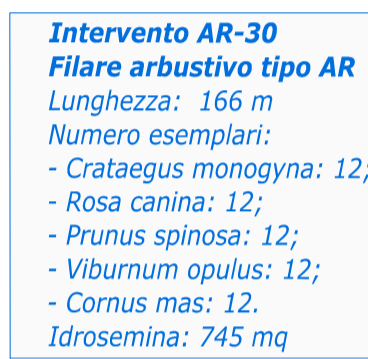 Intervento AR-30
Filare arbustivo tipo AR
Lunghezza: 166 m
Numero esemplari:
- Crataegus monogyna: 12;
- Rosa canina: 12;
- Prunus spinosa: 12;
- Viburnum opulus: 12;
- Cornus mas: 12.
Idrosemina: 745 mq